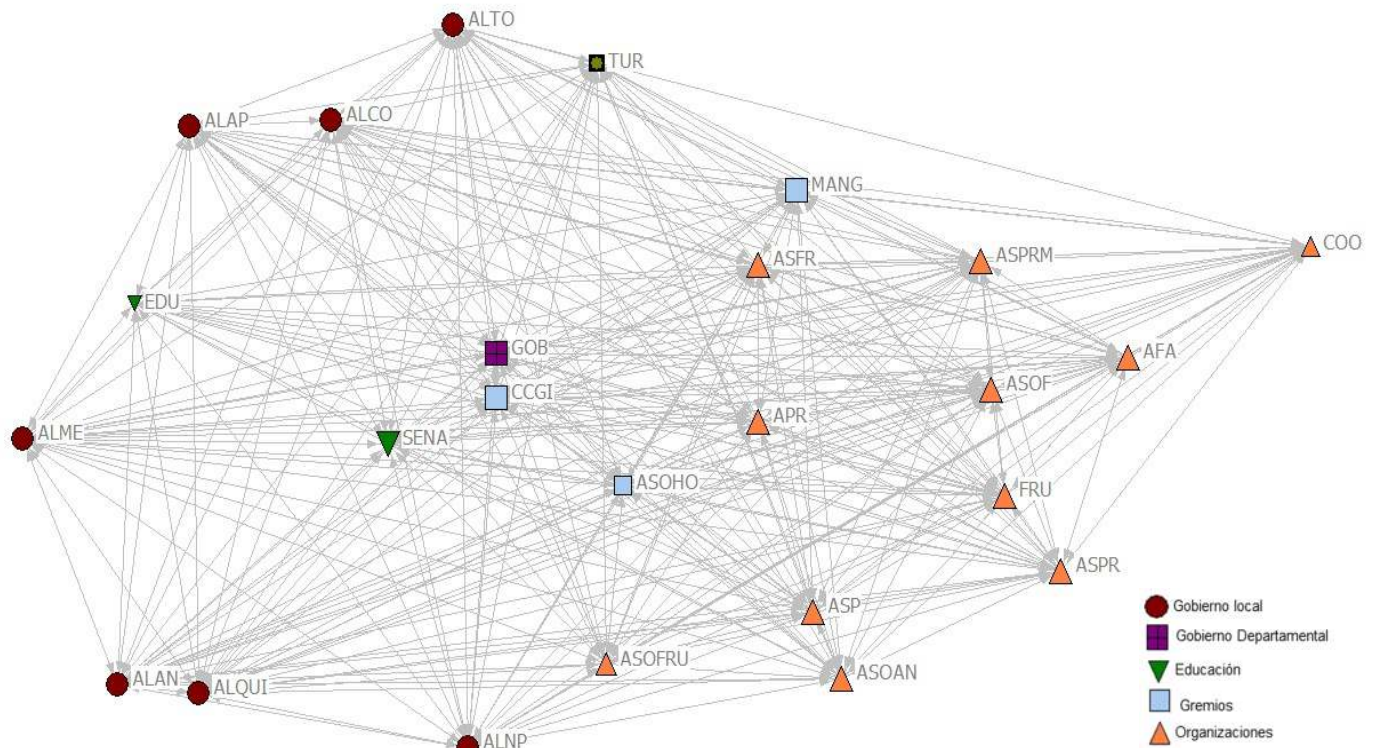 ALTO
TUR
ALAP
ALCO
MANG
COO
ASFR
ASPRM
EDU
GOB
AFA
CCGI
ASOF
APR
ALME
SENA
ASOHO
FRU
ASPR
ASP
ASOFRU
ASOAN
ALAN
ALQUI
ALNP
Gobierno local
Gobierno Departamental
Educación
Gremios
Organizaciones